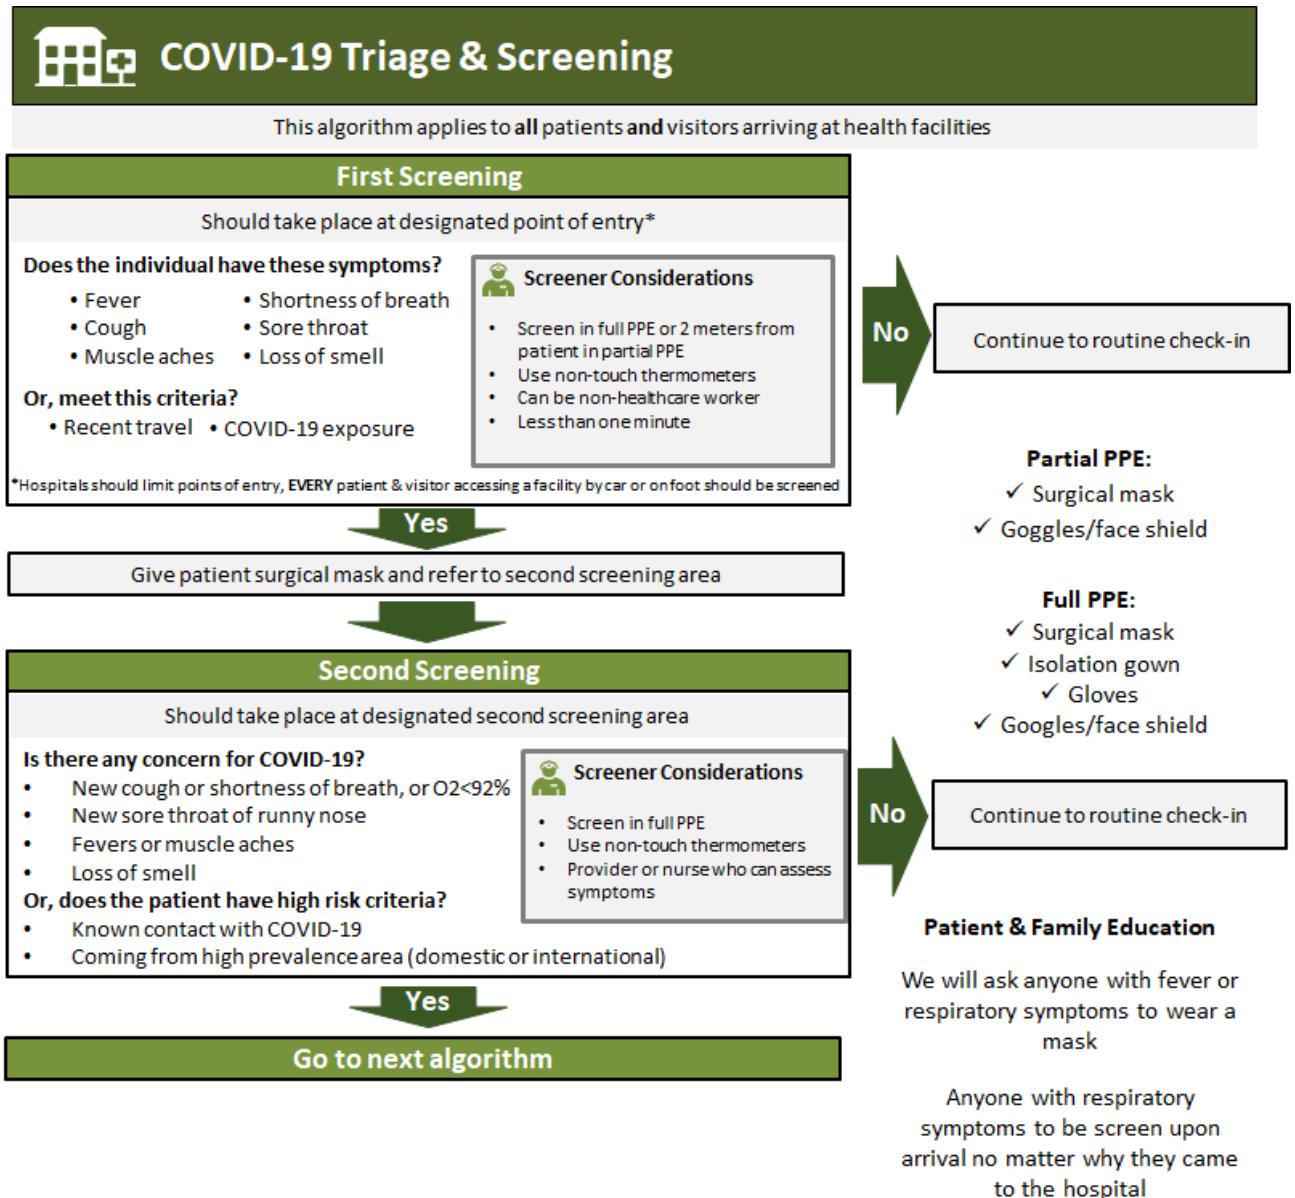 COVID-19 Triage & Screening
This algorithm applies to all patients and visitors arriving at health facilities
First Screening
Should take place at designated point of entry*
Does the individual have these symptoms?
• Fever
• Cough
• Muscle aches
• Shortness of breath
• Sore throat
• Loss of smell
Or, meet this criteria?
• Recent travel • COVID-19 exposure
Screener Considerations
• Screen in full PPE or 2 meters from
patient in partial PPE
• Use non-touch thermometers
• Can be non-healthcare worker
• Less than one minute
*Hospitals should limit points of entry, EVERY patient & visitor accessing a facility by car or on foot should be screened
No
Continue to routine check-in
Yes
Give patient surgical mask and refer to second screening area
Partial PPE:
✓ Surgical mask
✓ Goggles/face shield
Full PPE:
✓ Surgical mask
✓ Isolation gown
✓ Gloves
✓ Googles/face shield
Second Screening
Should take place at designated second screening area
Is there any concern for COVID-19?
• New cough or shortness of breath, or O2<92%
• New sore throat of runny nose
• Fevers or muscle aches
• Loss of smell
Or, does the patient have high risk criteria?
• Known contact with COVID-19
• Coming from high prevalence area (domestic or international)
Screener Considerations
• Screen in full PPE
• Use non-touch thermometers
• Provider or nurse who can assess
symptoms
No
Continue to routine check-in
Yes
Go to next algorithm
Patient & Family Education
We will ask anyone with fever or
respiratory symptoms to wear a
mask
Anyone with respiratory
symptoms to be screen upon
arrival no matter why they came
to the hospital